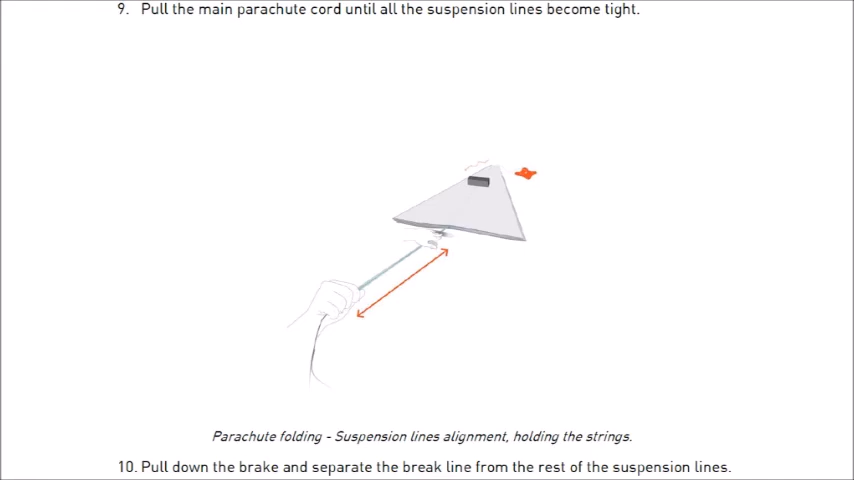 9. Pull the main parachute cord until all the suspension lines become tight.
Parachute folding - Suspension lines alignment, holding the strings.
10. Pull down the brake and separate the break line from the rest of the suspension lines.